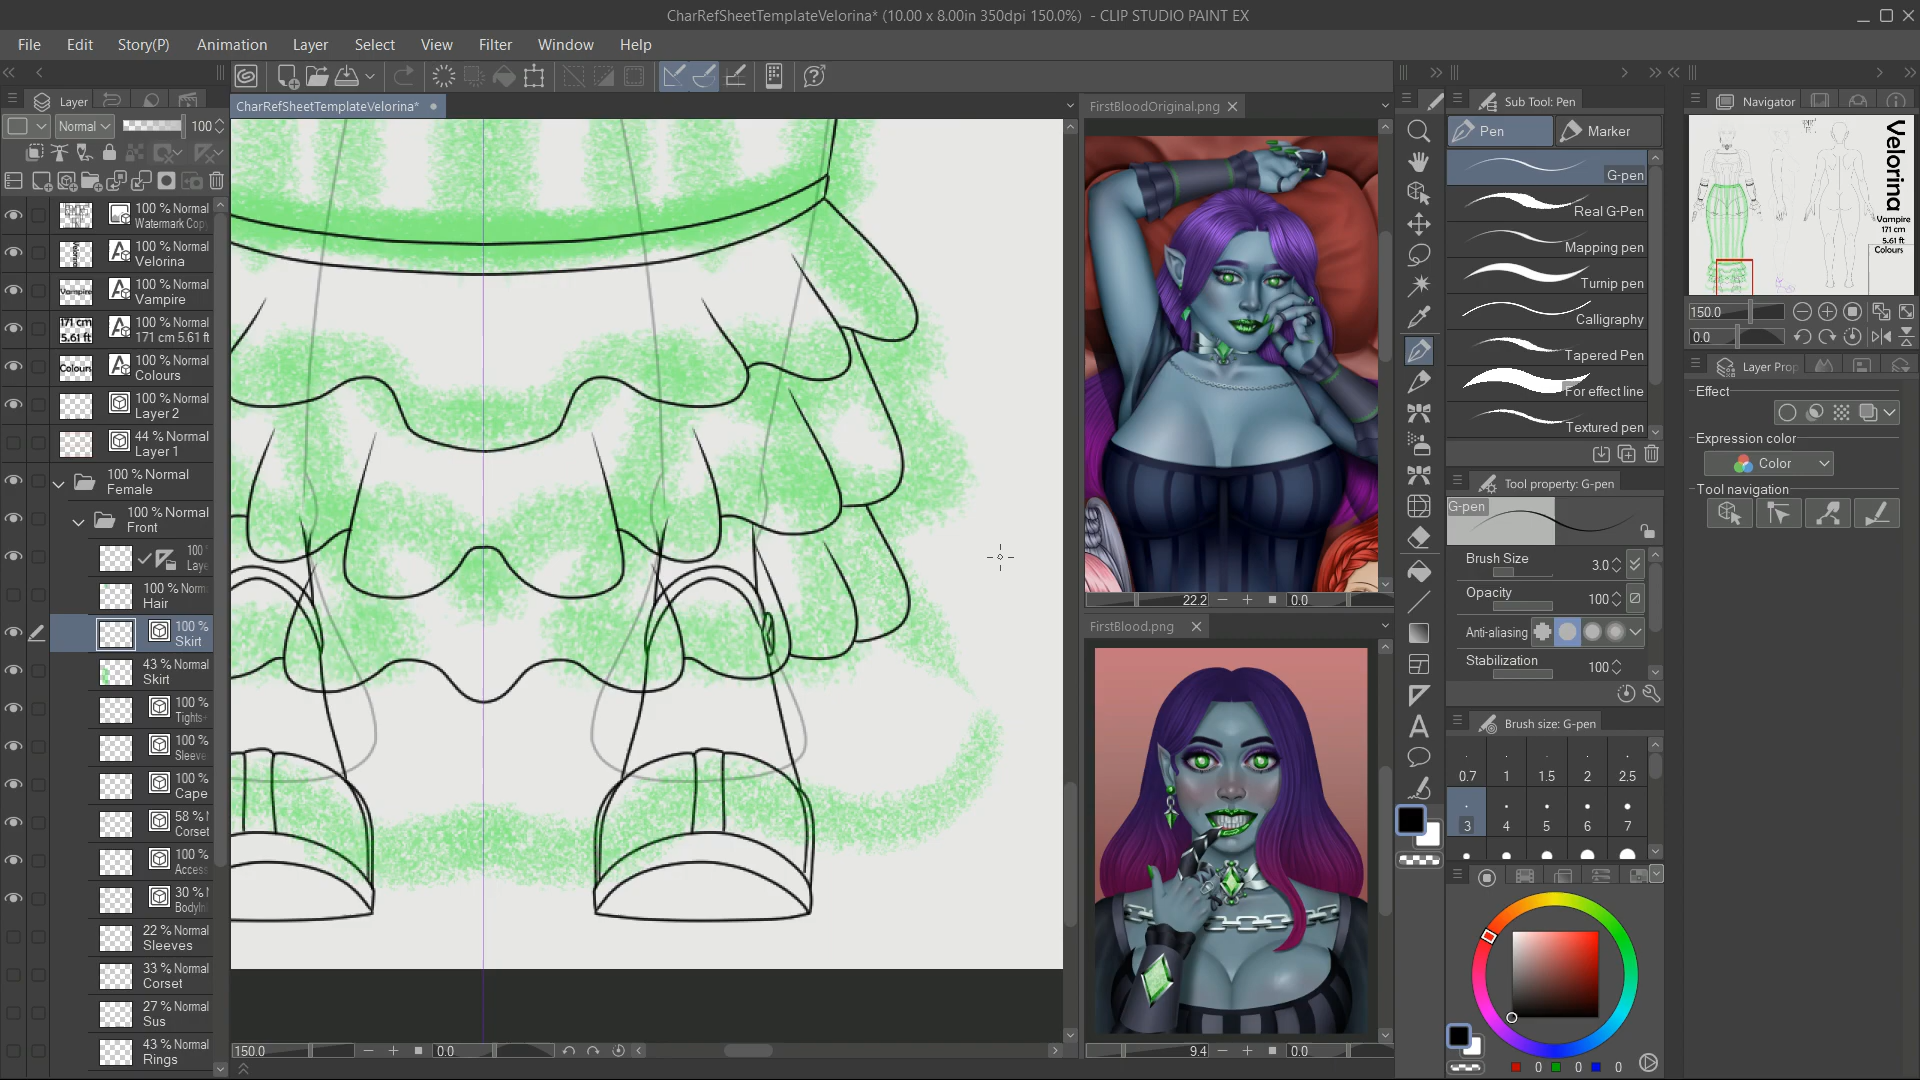 CharRefSheetTemplateVelorina* (10.00 x 8.00in 350dpi 150.0%) - CLIP STUDIO PAINT EX
File Edit Story(P) Animation Layer Select View Filter Window Help
Layer
CharRefSheetTemplateVelorina*
FirstBloodOriginal.png
Sub Tool: Pen
Navigator
Normal 100
Pen Marker
100 % Normal
Watermark Copy
100 % Normal
Velorina
100 % Normal
Vampire
100 % Normal
171 cm 5.61 ft
100 % Normal
Colours
100 % Normal
Layer 2
44 % Normal
Layer 1
100 % Normal
Female
100 % Normal
Front
100
Laye
100 % Norm
Hair
100 %
Skirt
43 % Normal
Skirt
100 %
Tights
100 %
Sleeve
100 %
Cape
58 %
Corset
100 %
Access
30 %
BodyIn
22 % Normal
Sleeves
33 % Normal
Corset
27 % Normal
Sus
43 % Normal
Rings
150.0 0.0
22.2 0.0
FirstBlood.png
9.4 0.0
G-pen
Real G-Pen
Mapping pen
Turnip pen
Calligraphy
Tapered Pen
For effect line
Textured pen
Tool property: G-pen
G-pen
Brush Size 3.0
Opacity 100
Anti-aliasing
Stabilization 100
Brush size: G-pen
0.7 1 1.5 2 2.5
3 4 5 6 7
0 0 0
Velorina
Vampire
171 cm
5.61 ft
Colours
150.0
0.0
Layer Prop
Effect
Expression color
Color
Tool navigation